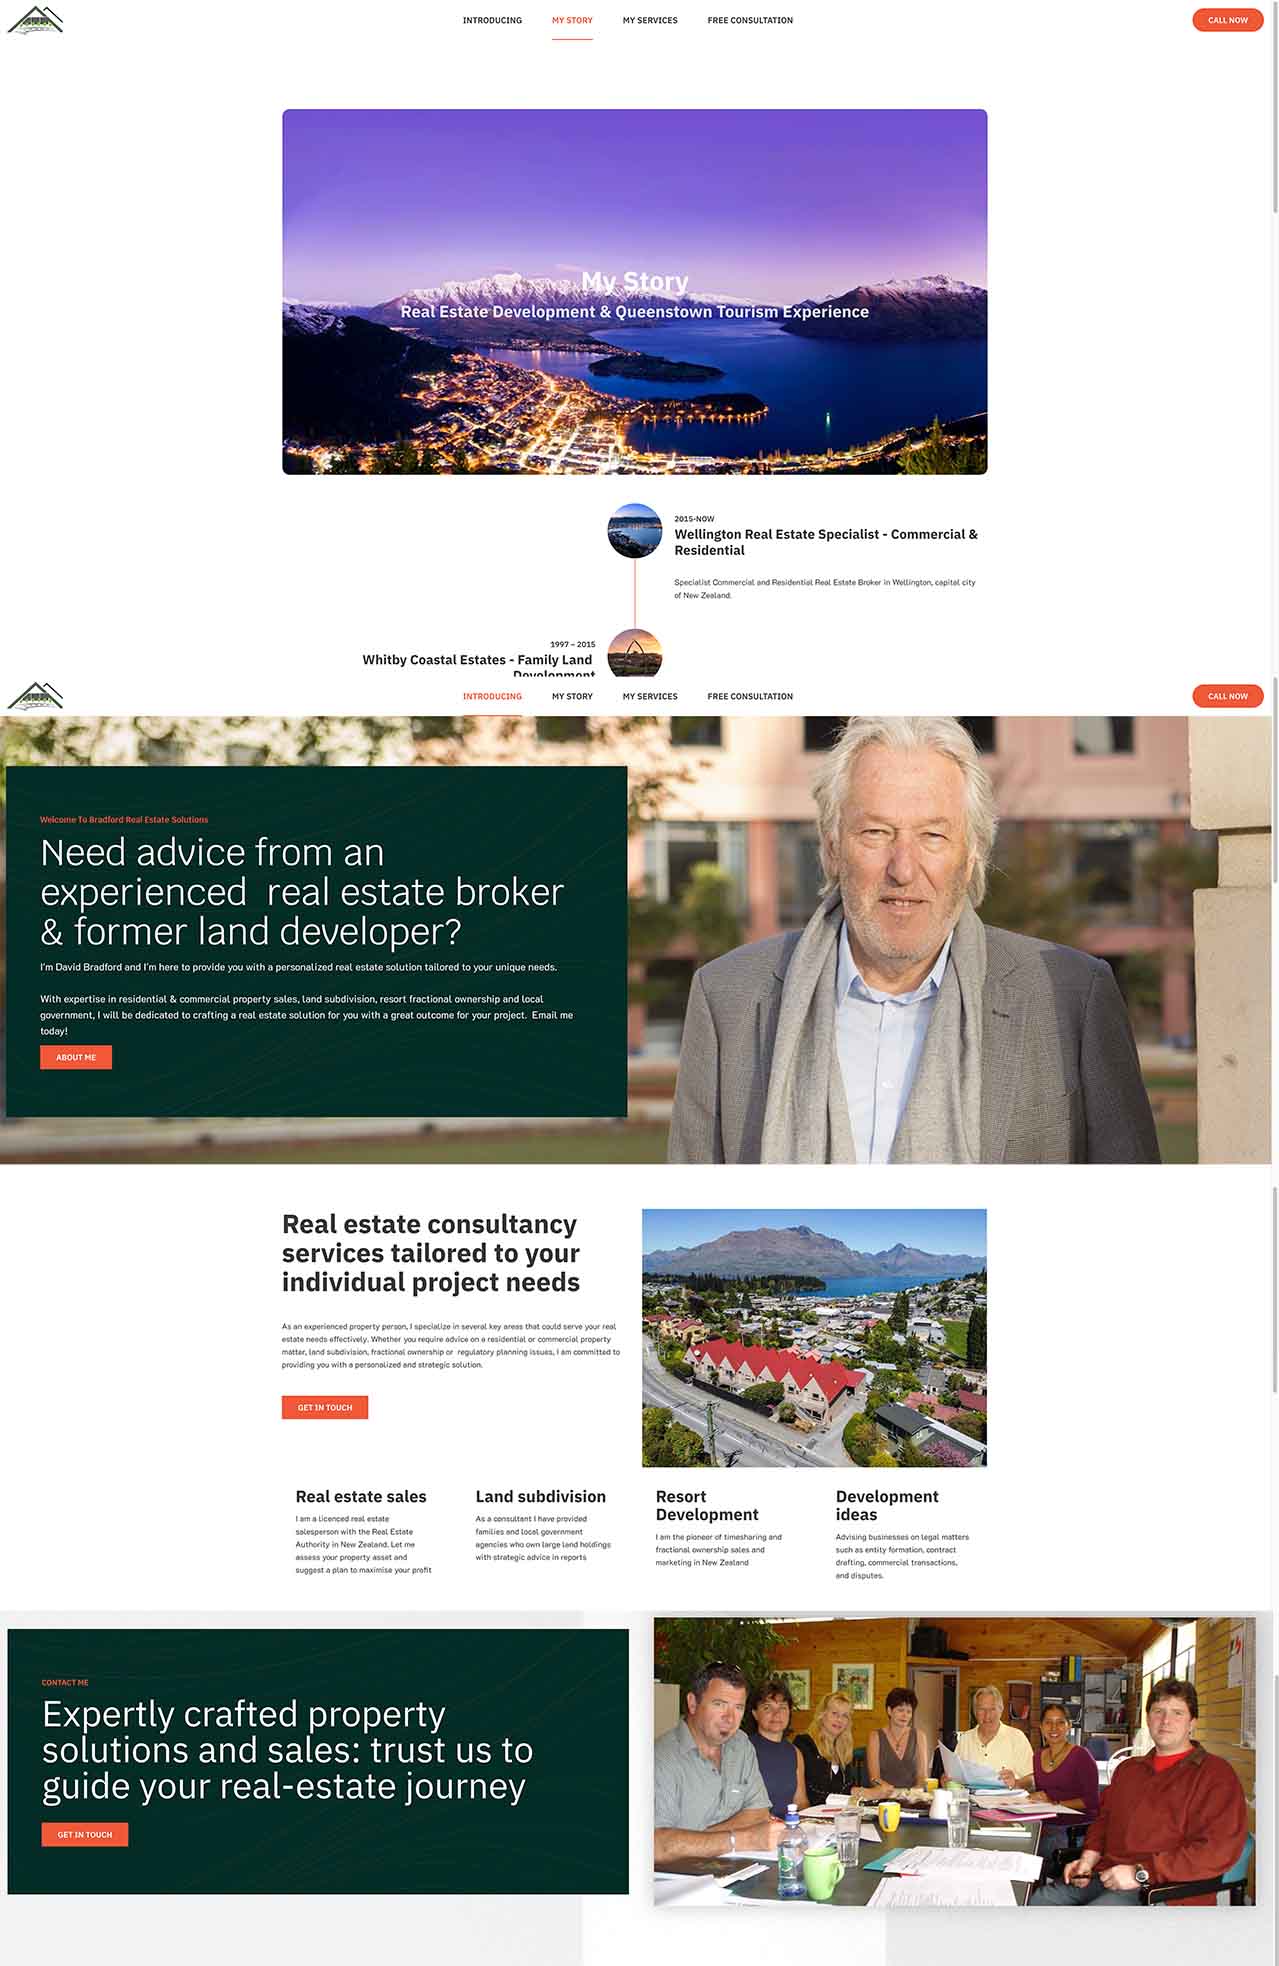 INTRODUCING
MY STORY
MY SERVICES
FREE CONSULTATION
CALL NOW
My Story
Real Estate Development & Queenstown Tourism Experience
2015-NOW
Wellington Real Estate Specialist - Commercial &
Residential
Specialist Commercial and Residential Real Estate Broker in Wellington, capital city
of New Zealand.
1997 – 2015
Whitby Coastal Estates - Family Land
Development
INTRODUCING
MY STORY
MY SERVICES
FREE CONSULTATION
CALL NOW
Welcome To Bradford Real Estate Solutions
Need advice from an
experienced real estate broker
& former land developer?
I'm David Bradford and I'm here to provide you with a personalized real estate solution tailored to your unique needs.
With expertise in residential & commercial property sales, land subdivision, resort fractional ownership and local
government, I will be dedicated to crafting a real estate solution for you with a great outcome for your project. Email me
today!
ABOUT ME
Real estate consultancy
services tailored to your
individual project needs
As an experienced property person, I specialize in several key areas that could serve your real
estate needs effectively. Whether you require advice on a residential or commercial property
matter, land subdivision, fractional ownership or regulatory planning issues, I am committed to
providing you with a personalized and strategic solution.
GET IN TOUCH
Real estate sales
I am a licenced real estate
salesperson with the Real Estate
Authority in New Zealand. Let me
assess your property asset and
suggest a plan to maximise your profit
Land subdivision
As a consultant I have provided
families and local government
agencies who own large land holdings
with strategic advice in reports
Resort
Development
I am the pioneer of timesharing and
fractional ownership sales and
marketing in New Zealand
Development
ideas
Advising businesses on legal matters
such as entity formation, contract
drafting, commercial transactions,
and disputes.
CONTACT ME
Expertly crafted property
solutions and sales: trust us to
guide your real-estate journey
GET IN TOUCH